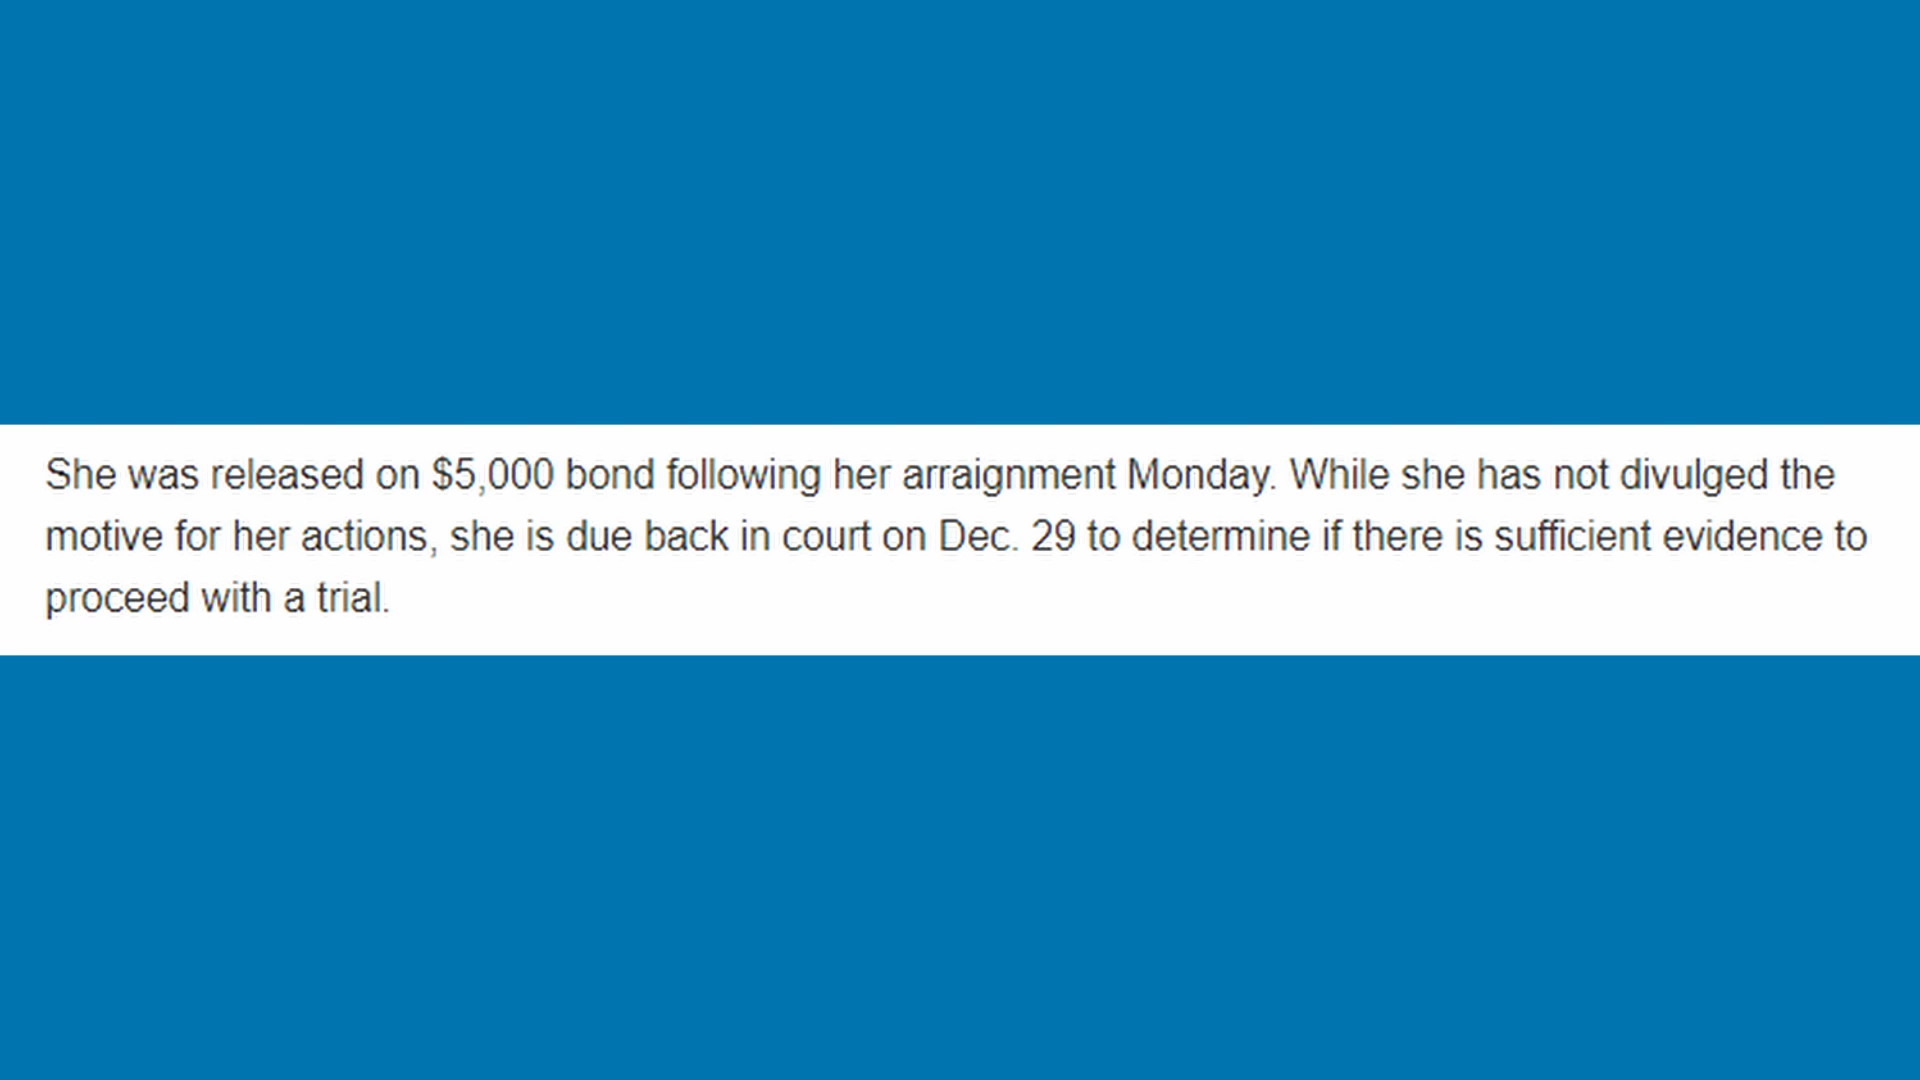 She was released on $5,000 bond following her arraignment Monday. While she has not divulged the
motive for her actions, she is due back in court on Dec. 29 to determine if there is sufficient evidence to
proceed with a trial.